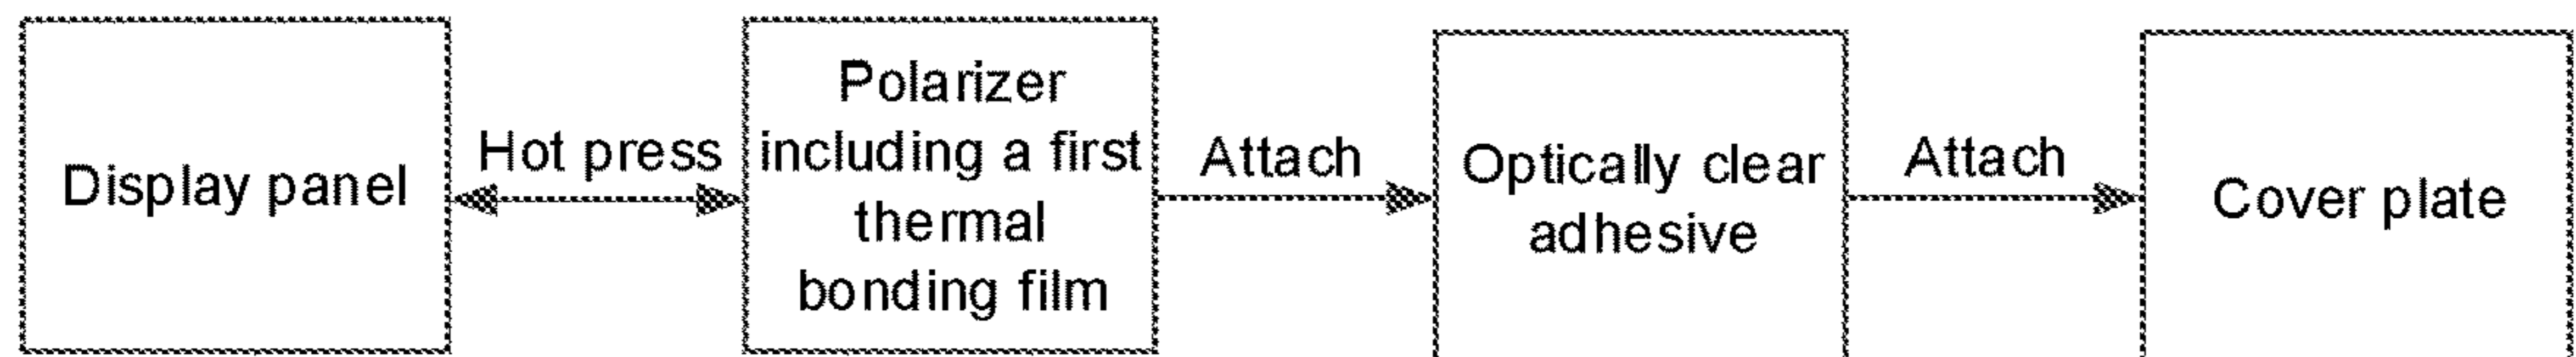 Display panel
Hot press
Polarizer
including a first
thermal
bonding film
Attach
Optically clear
adhesive
Attach
Cover plate